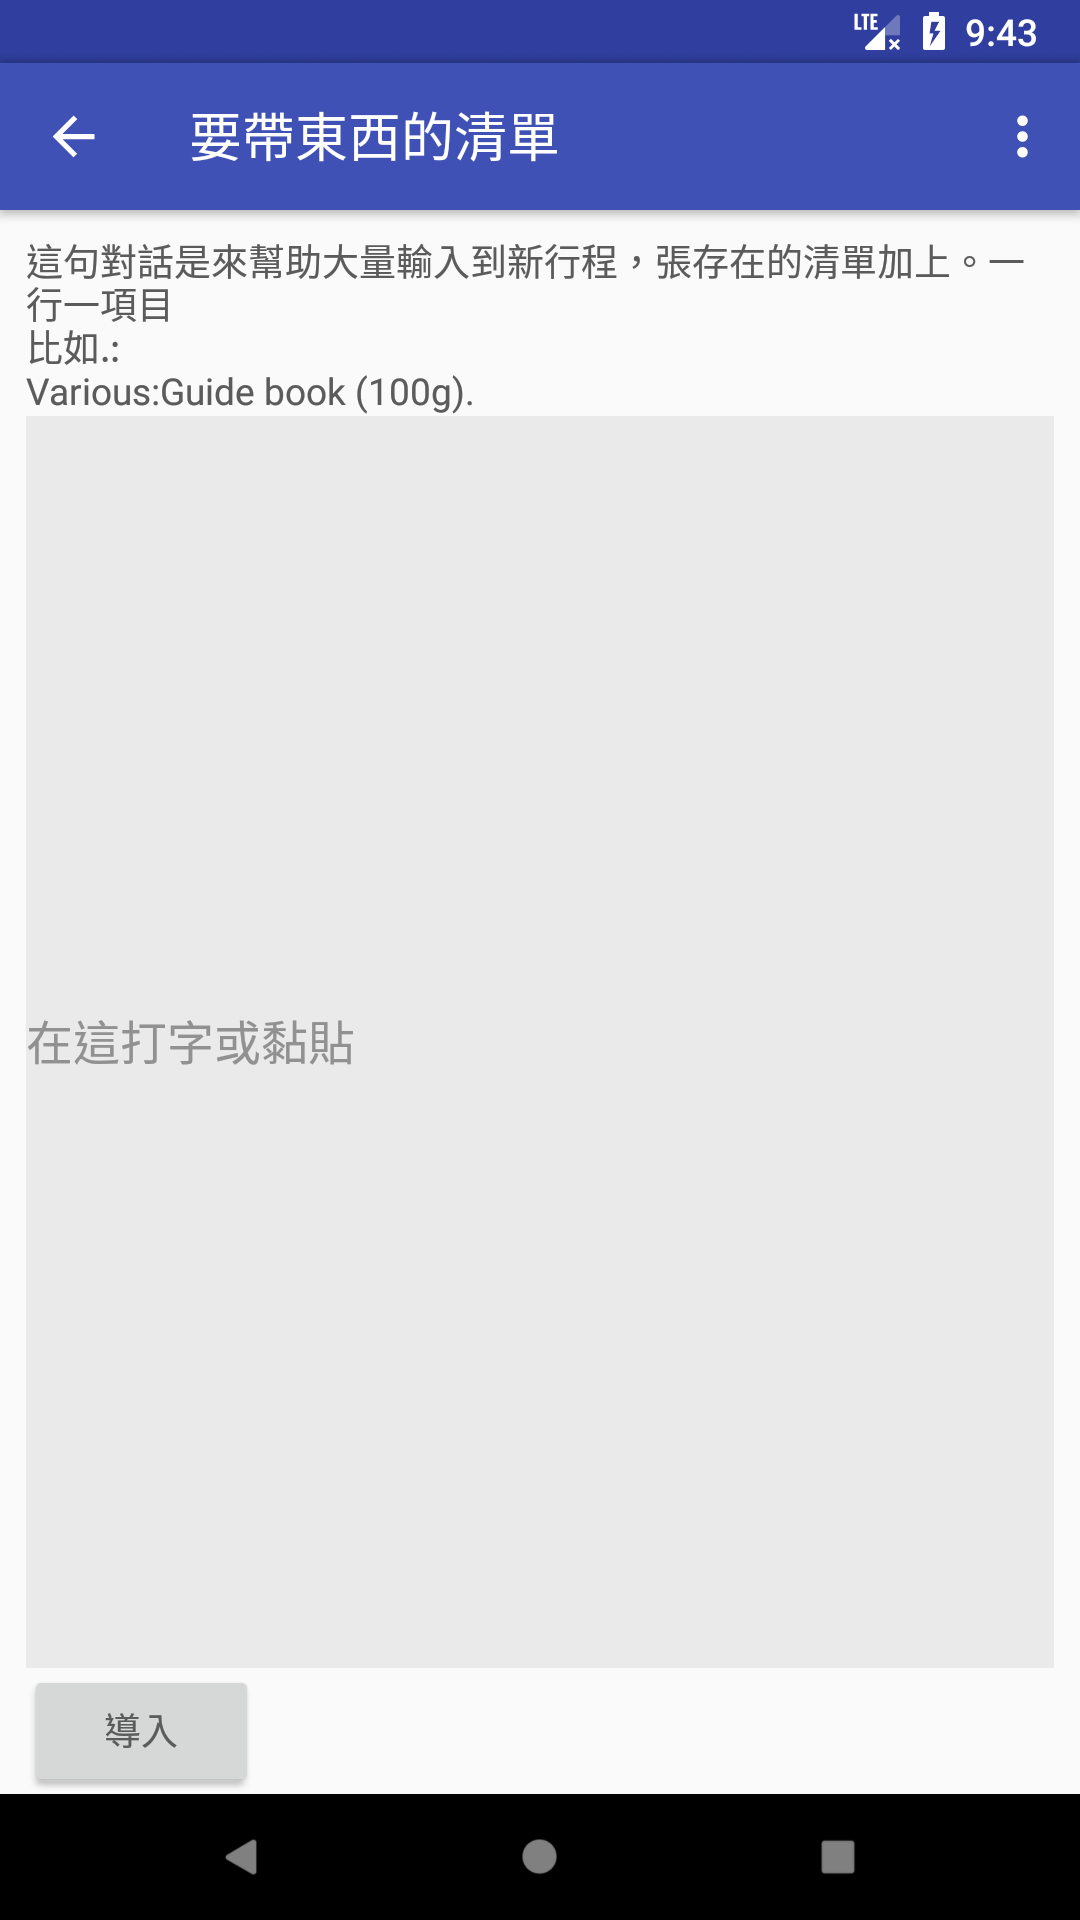 LTE 9:43
要帶東西的清單
這句對話是來幫助大量輸入到新行程，張存在的清單加上。一
行一項目
比如.:
Various:Guide book (100g).
在這打字或黏貼
導入